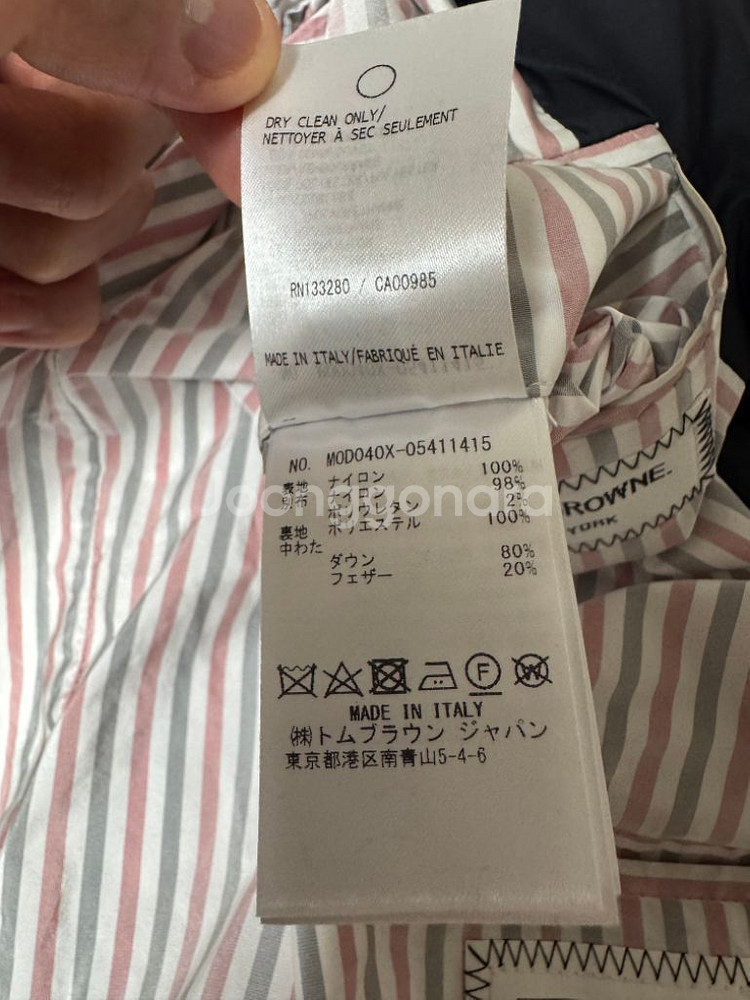 DRY CLEAN ONLY/
NETTOYER À SEC SEULEMENT
RN133280 / CA00985
MADE IN ITALY/FABRIQUÉ EN ITALIE
NO. MOD040X-05411415
表地 ナイロン 100%
別布 ナイロン 98%
ポリウレタン 2%
裏地 ポリエステル 100%
中わた
ダウン 80%
フェザー 20%
F
W
MADE IN ITALY
㈱トムブラウン ジャパン
東京都港区南青山5-4-6
ROWNE.
YORK